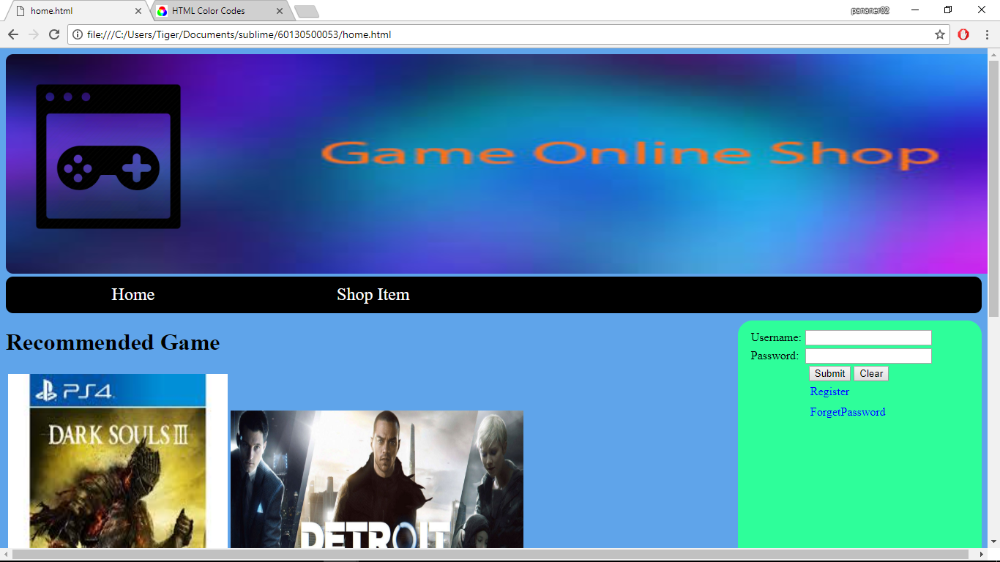 home.html
HTML Color Codes
pananer02
file:///C:/Users/Tiger/Documents/sublime/60130500053/home.html
Game Online Shop
Home
Shop Item
Recommended Game
Username:
Password:
Submit Clear
Register
ForgetPassword
PS4
DARK SOULS III
DETROIT